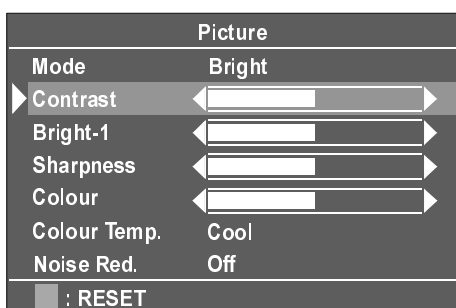 Picture
Mode Bright
Contrast
Bright-1
Sharpness
Colour
Colour Temp. Cool
Noise Red. Off
: RESET